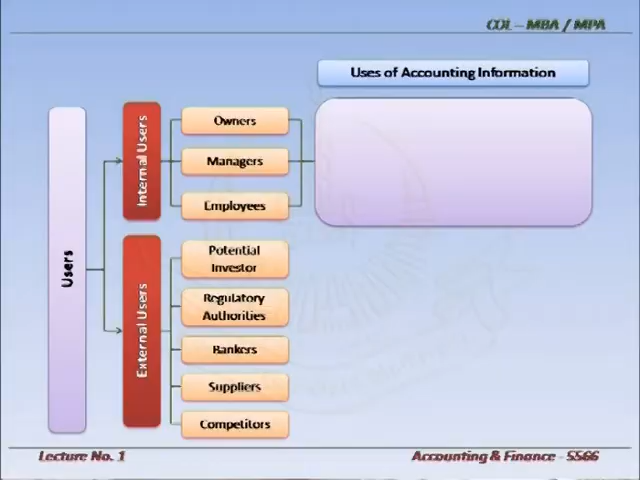 COL - MBA / MPA
Uses of Accounting Information
Users
Internal Users
Owners
Managers
Employees
External Users
Potential
Investor
Regulatory
Authorities
Bankers
Suppliers
Competitors
Lecture No. 1
Accounting & Finance - 5566